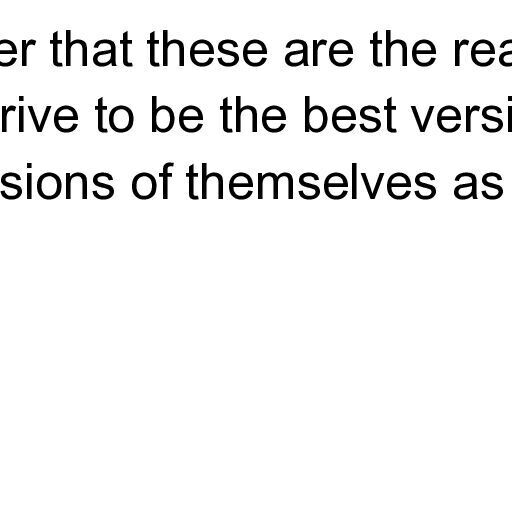 er that these are the rea
rive to be the best versi
sions of themselves as